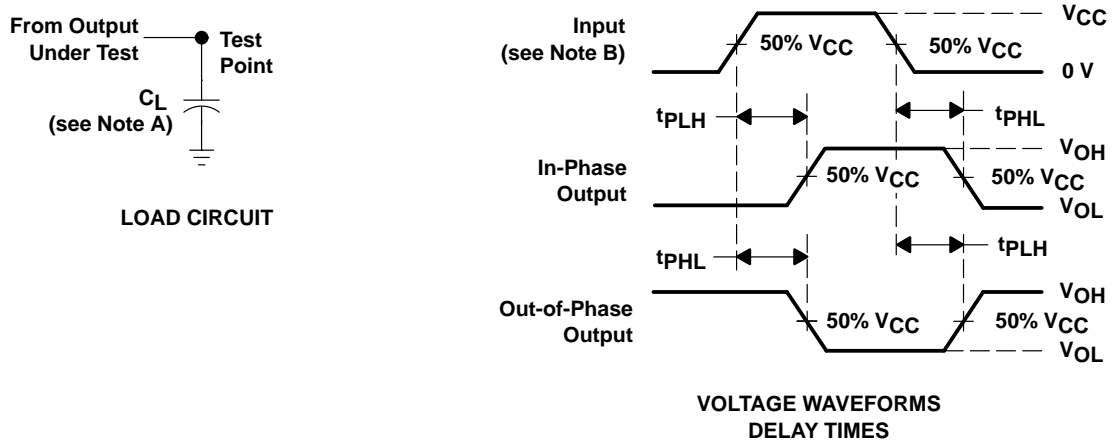 From Output
Under Test
Test
Point
CL
(see Note A)
LOAD CIRCUIT
Input
(see Note B)
50% VCC
50% VCC
VCC
0 V
tPLH
tPHL
In-Phase
Output
50% VCC
50% VCC
VOH
VOL
tPHL
tPLH
Out-of-Phase
Output
50% VCC
50% VCC
VOH
VOL
VOLTAGE WAVEFORMS
DELAY TIMES